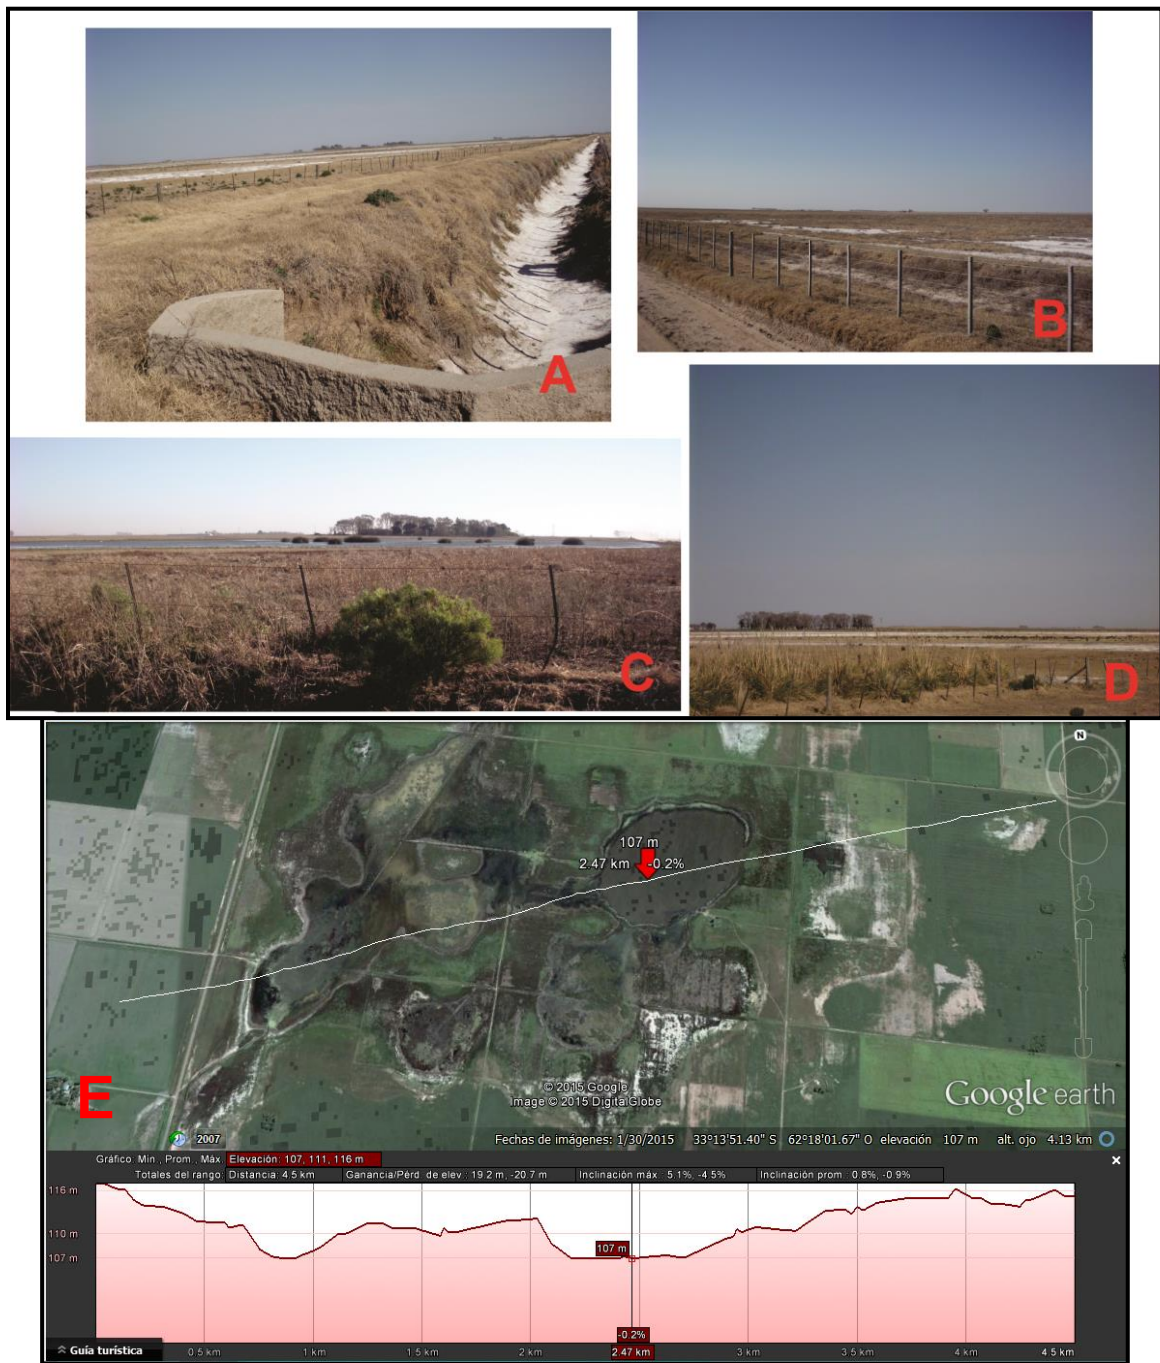 A
B
C
D
N
107 m
2.47 km -0.2%
E
© 2015 Google
Image © 2015 DigitalGlobe
Google earth
2007
Fechas de imágenes: 1/30/2015 33°13'51.40" S 62°18'01.67" O elevación 107 m alt. ojo 4.13 km
Gráfico: Mín., Prom., Máx. Elevación: 107, 111, 116 m
Totales del rango: Distancia: 4.5 km Ganancia/Pérd. de elev.: 19.2 m, -20.7 m Inclinación máx.: 5.1%, -4.5% Inclinación prom.: 0.8%, -0.9%
116 m
110 m
107 m
107 m
-0.2%
Guía turística
0.5 km
1 km
1.5 km
2 km
2.47 km
3 km
3.5 km
4 km
4.5 km